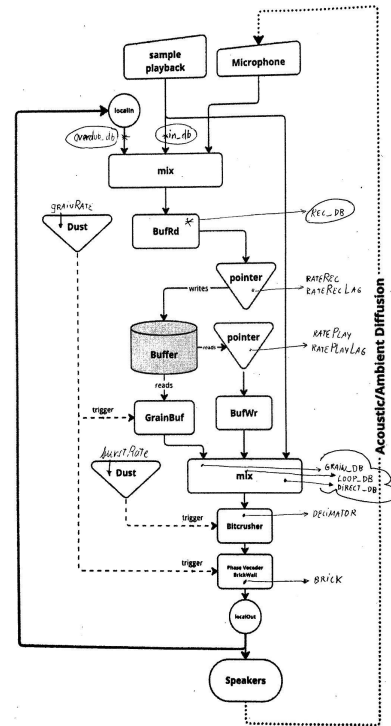 sample
playback
Microphone
localIn
overdub_db
in_db
mix
GRAINRATE
Dust
BufRd
REC_DB
pointer
RATEREC
RATERECLAG
writes
Buffer
reads
pointer
RATEPLAY
RATEPLAYLAG
reads
trigger
GrainBuf
BufWr
burstRate
Dust
mix
GRAIN_DB
LOOP_DB
DIRECT_DB
trigger
Bitcrusher
DECIMATOR
trigger
Phase Vocoder
BrickWall
BRICK
localOut
Speakers
Acoustic/Ambient Diffusion